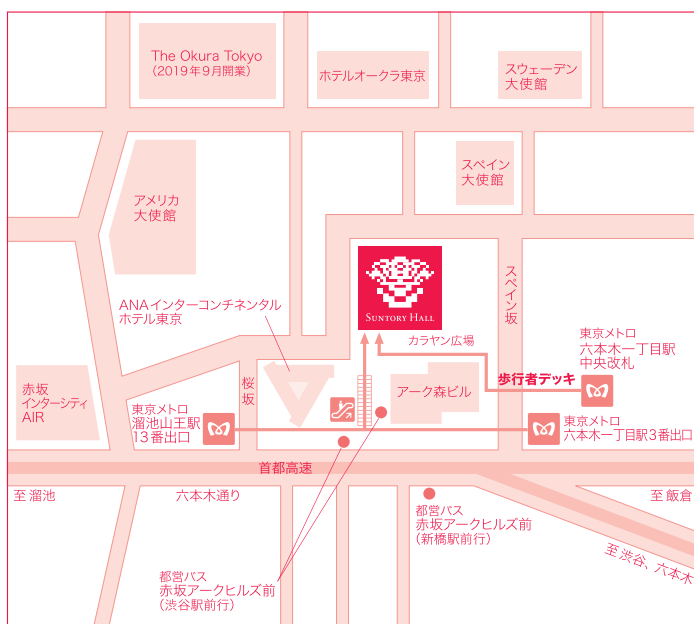 The Okura Tokyo
(2019年9月開業)
ホテルオークラ東京
スウェーデン
大使館
アメリカ
大使館
スペイン
大使館
SUNTORY HALL
スペイン坂
ANAインターコンチネンタル
ホテル東京
カラヤン広場
東京メトロ
六本木一丁目駅
中央改札
歩行者デッキ
赤坂
インターシティ
AIR
桜坂
アーク森ビル
東京メトロ
溜池山王駅
13番出口
東京メトロ
六本木一丁目駅3番出口
首都高速
至 溜池
六本木通り
至 飯倉
都営バス
赤坂アークヒルズ前
(新橋駅前行)
至 渋谷、六本木
都営バス
赤坂アークヒルズ前
(渋谷駅前行)